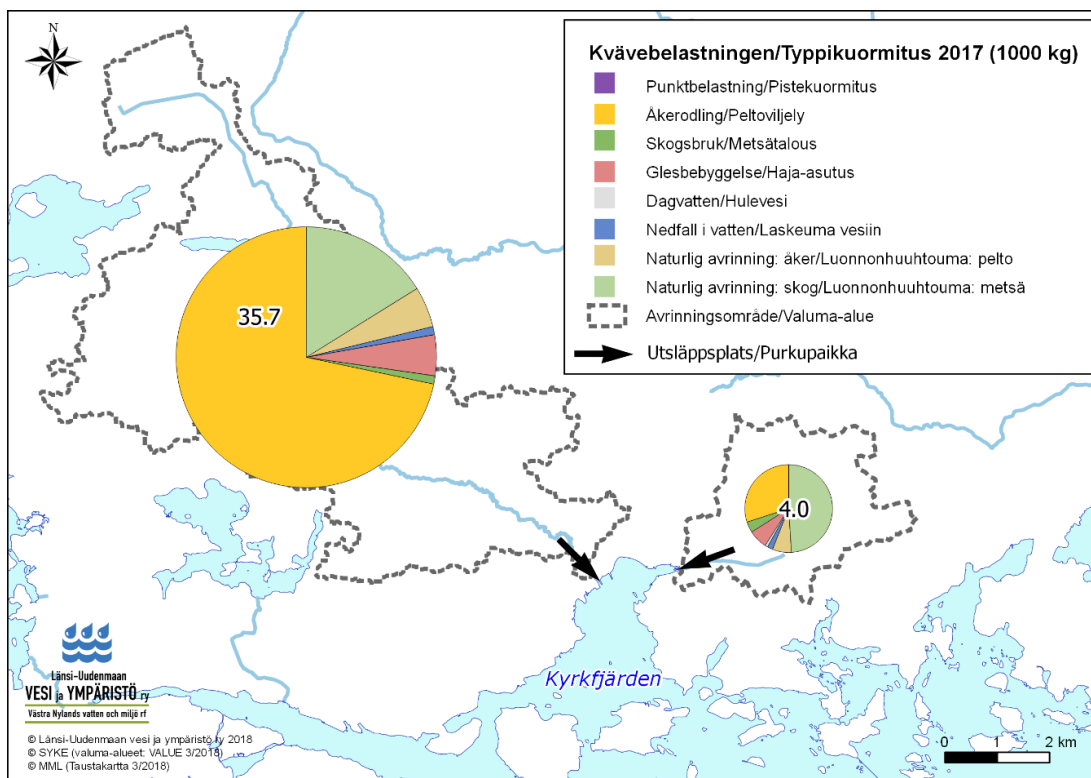 N
Kvävebelastningen/Typpikuormitus 2017 (1000 kg)
Punktbelastning/Pistekuormitus
Åkerodling/Peltoviljely
Skogsbruk/Metsätalous
Glesbebyggelse/Haja-asutus
Dagvatten/Hulevesi
Nedfall i vatten/Laskeuma vesiin
Naturlig avrinning: åker/Luonnonhuuhtouma: pelto
Naturlig avrinning: skog/Luonnonhuuhtouma: metsä
Avrinningsområde/Valuma-alue
Utsläppsplats/Purkupaikka
35.7
4.0
Kyrkfjärden
Länsi-Uudenmaan
VESI ja YMPÄRISTÖ ry
Västra Nylands vatten och miljö rf
© Länsi-Uudenmaan vesi ja ympäristö ry 2018
© SYKE (valuma-alueet: VALUE 3/2018)
© MML (Taustakartta 3/2018)
0 1 2 km